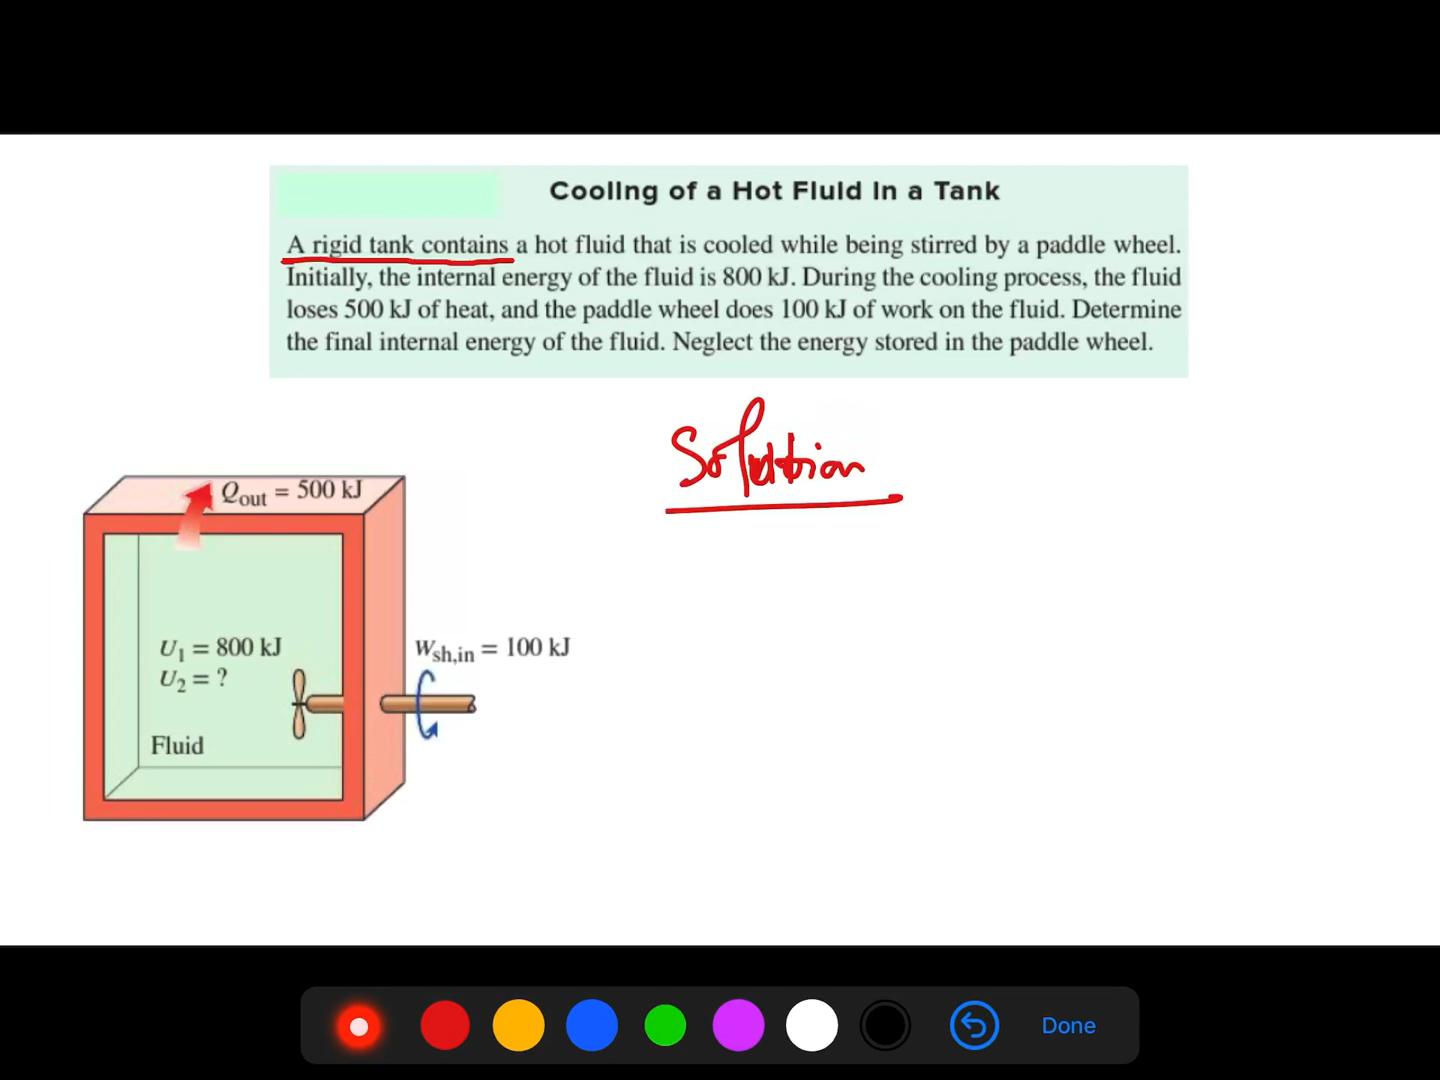 Cooling of a Hot Fluid in a Tank
A rigid tank contains a hot fluid that is cooled while being stirred by a paddle wheel.
Initially, the internal energy of the fluid is 800 kJ. During the cooling process, the fluid
loses 500 kJ of heat, and the paddle wheel does 100 kJ of work on the fluid. Determine
the final internal energy of the fluid. Neglect the energy stored in the paddle wheel.
Solution
Qout = 500 kJ
U1 = 800 kJ
U2 = ?
Fluid
Wsh,in = 100 kJ
Done